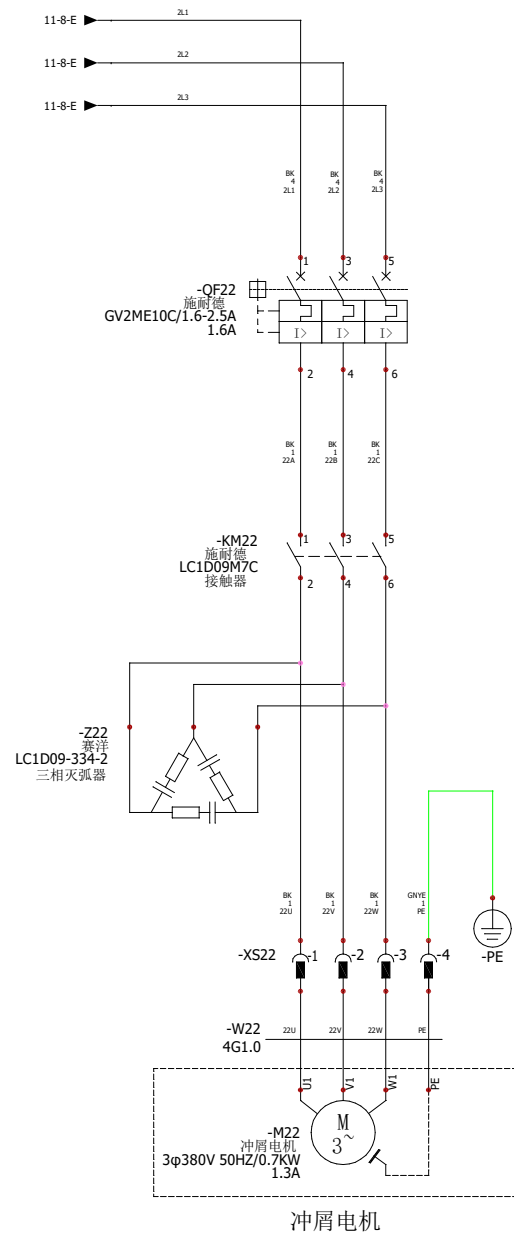 2L1
11-8-E
2L2
11-8-E
2L3
11-8-E
BK 4 2L1
BK 4 2L2
BK 4 2L3
1 3 5
-QF22
施耐德
GV2ME10C/1.6-2.5A
1.6A
I> I> I>
2 4 6
BK 1 22A
BK 1 22B
BK 1 22C
1 3 5
-KM22
施耐德
LC1D09M7C
接触器
2 4 6
-Z22
赛洋
LC1D09-334-2
三相灭弧器
BK 1 22U
BK 1 22V
BK 1 22W
GNYE 1 PE
-XS22 -1 -2 -3 -4 -PE
-W22 22U 22V 22W PE
4G1.0
U1 V1 W1 PE
-M22
冲屑电机
3φ380V 50HZ/0.7KW
1.3A
M
3~
冲屑电机